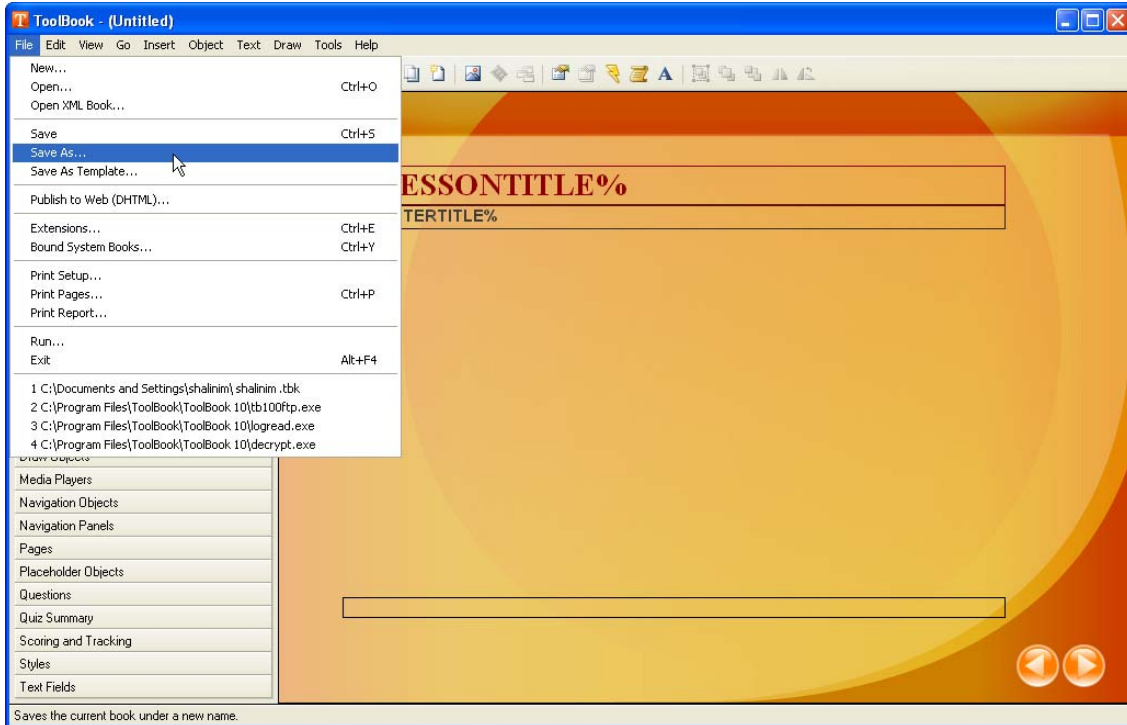 ToolBook - (Untitled)
File Edit View Go Insert Object Text Draw Tools Help
New...
Open... Ctrl+O
Open XML Book...
Save Ctrl+S
Save As...
Save As Template...
Publish to Web (DHTML)...
Extensions... Ctrl+E
Bound System Books... Ctrl+Y
Print Setup...
Print Pages... Ctrl+P
Print Report...
Run...
Exit Alt+F4
1 C:\Documents and Settings\shalinim\ shalinim .tbk
2 C:\Program Files\ToolBook\ToolBook 10\tb100ftp.exe
3 C:\Program Files\ToolBook\ToolBook 10\logread.exe
4 C:\Program Files\ToolBook\ToolBook 10\decrypt.exe
ESSONTITLE%
TERTITLE%
Draw Objects
Media Players
Navigation Objects
Navigation Panels
Pages
Placeholder Objects
Questions
Quiz Summary
Scoring and Tracking
Styles
Text Fields
Saves the current book under a new name.